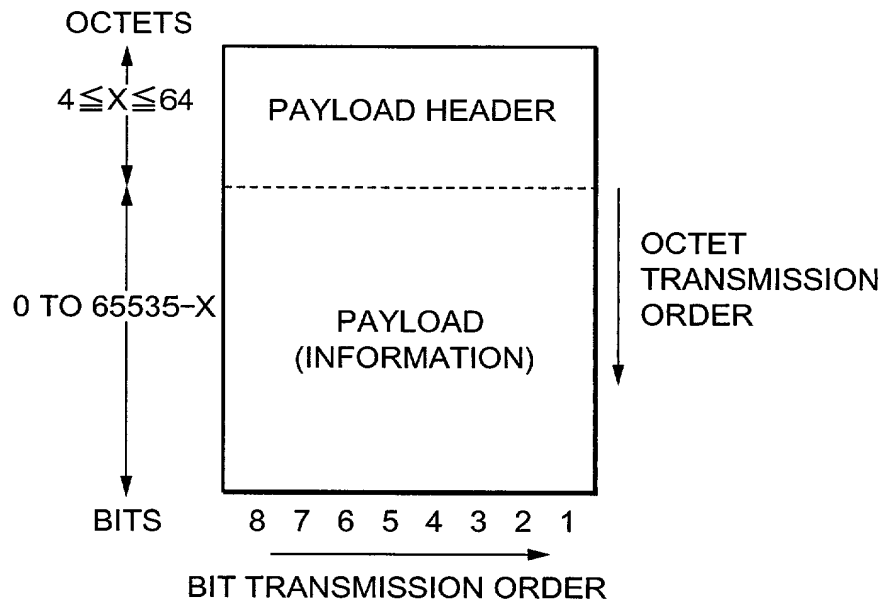 OCTETS
4≦X≦64
PAYLOAD HEADER
OCTET
TRANSMISSION
ORDER
0 TO 65535-X
PAYLOAD
(INFORMATION)
BITS
8 7 6 5 4 3 2 1
BIT TRANSMISSION ORDER